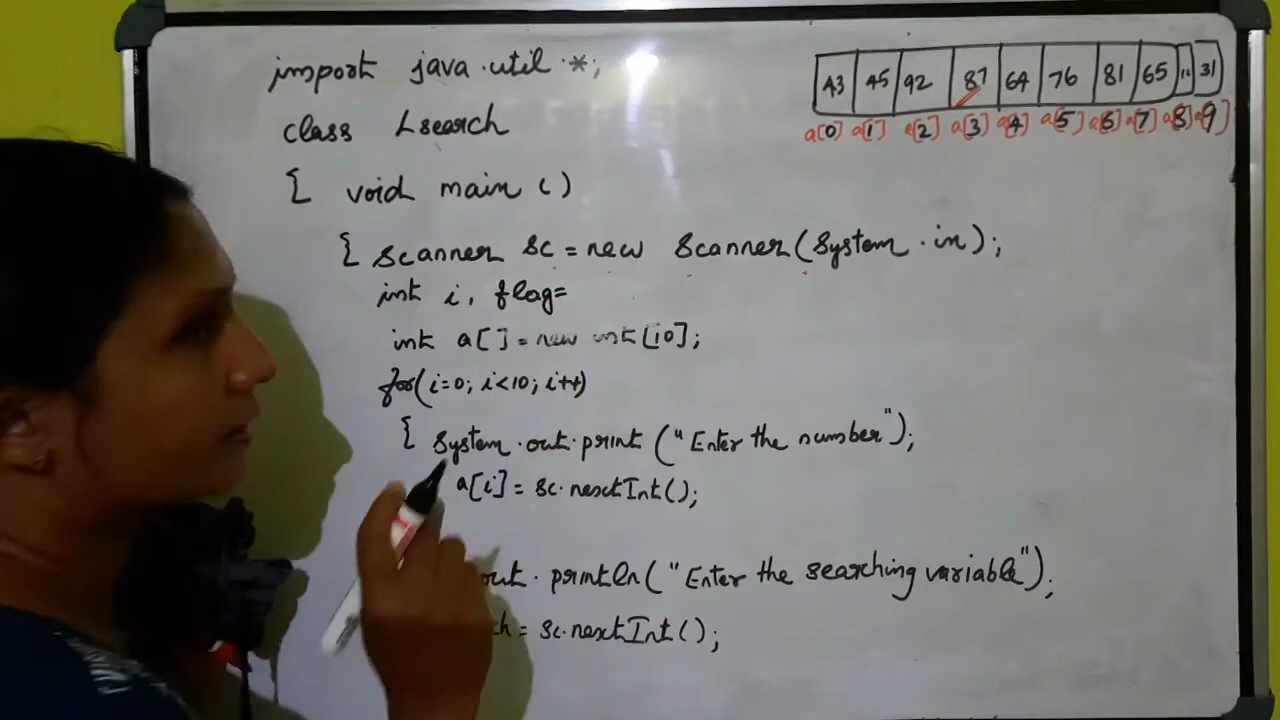 import java.util.*;
class Lsearch
{ void main ()
{ Scanner sc = new Scanner(System.in);
int i, flag=
int a[] = new int[10];
for(i=0; i<10; i++)
{ System.out.print ("Enter the number");
a[i] = sc.nextInt();
out.println("Enter the searching variable");
= sc.nextInt();
43 45 92 87 64 76 81 65 31
a[0] a[1] a[2] a[3] a[4] a[5] a[6] a[7] a[8] a[9]